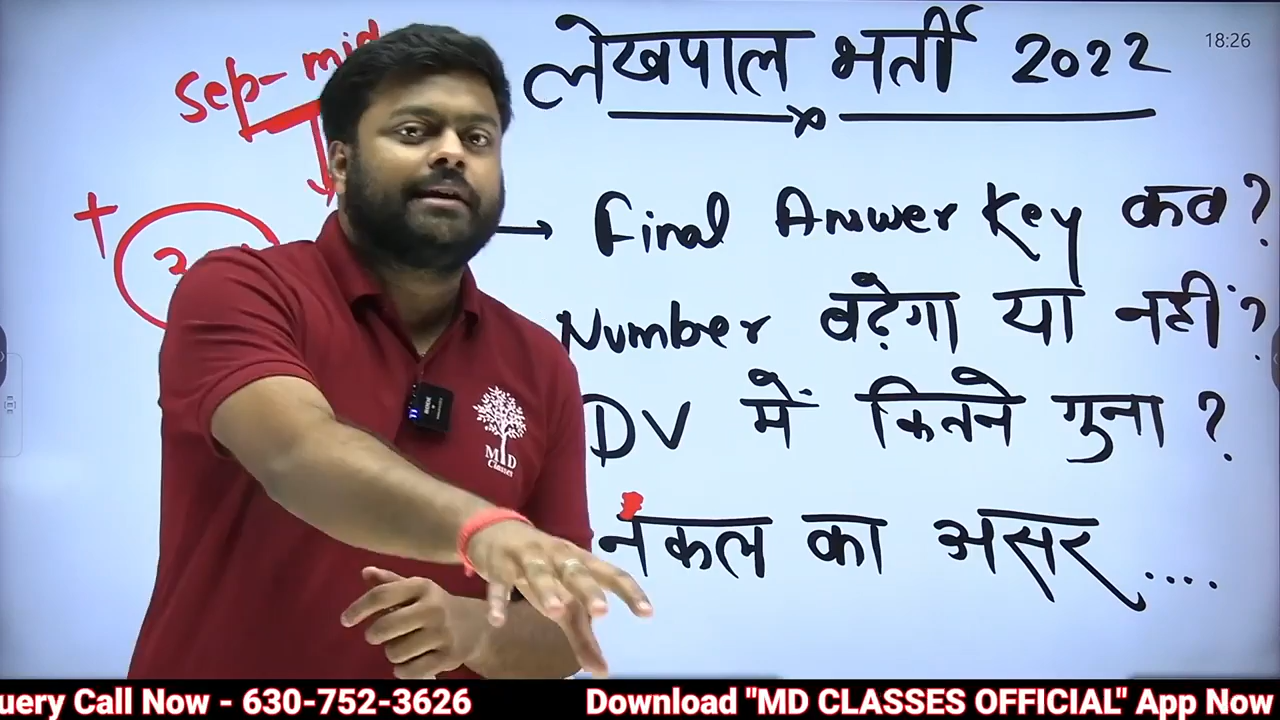 लेखपाल भर्ती 2022
18:26
Sep- mid
+
→ Final Answer Key कब?
Number बढ़ेगा या नहीं?
DV में कितने गुना?
नकल का असर....
MD
Classes
uery Call Now - 630-752-3626
Download "MD CLASSES OFFICIAL" App Now